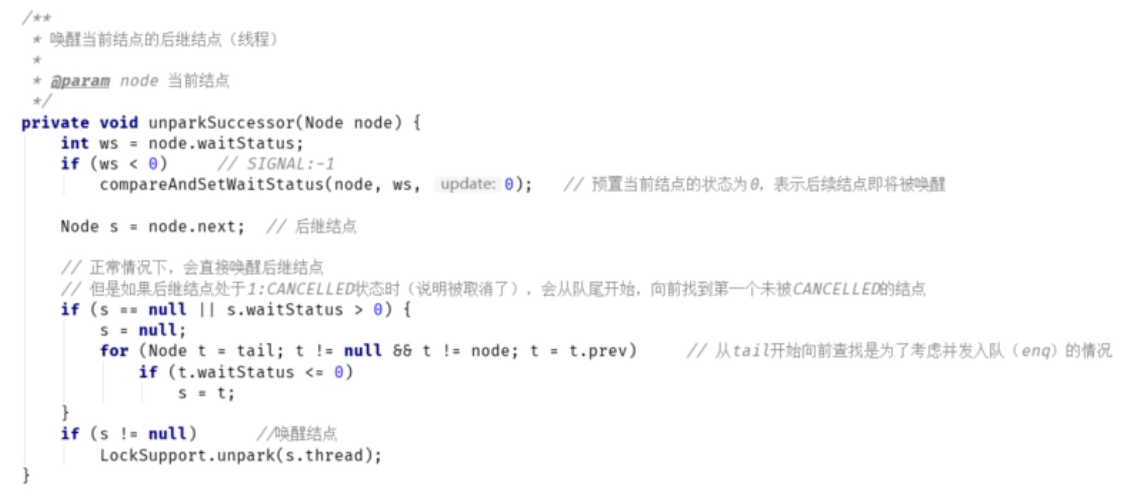 /**
 * 唤醒当前结点的后继结点（线程）
 *
 * @param node 当前结点
 */
private void unparkSuccessor(Node node) {
    int ws = node.waitStatus;
    if (ws < 0)     // SIGNAL:-1
        compareAndSetWaitStatus(node, ws,  update: 0);   // 预置当前结点的状态为0，表示后续结点即将被唤醒

    Node s = node.next;  // 后继结点

    // 正常情况下，会直接唤醒后继结点
    // 但是如果后继结点处于1:CANCELLED状态时（说明被取消了），会从队尾开始，向前找到第一个未被CANCELLED的结点
    if (s == null || s.waitStatus > 0) {
        s = null;
        for (Node t = tail; t != null && t != node; t = t.prev)     // 从tail开始向前查找是为了考虑并发入队（enq）的情况
            if (t.waitStatus <= 0)
                s = t;
    }
    if (s != null)      //唤醒结点
        LockSupport.unpark(s.thread);
}